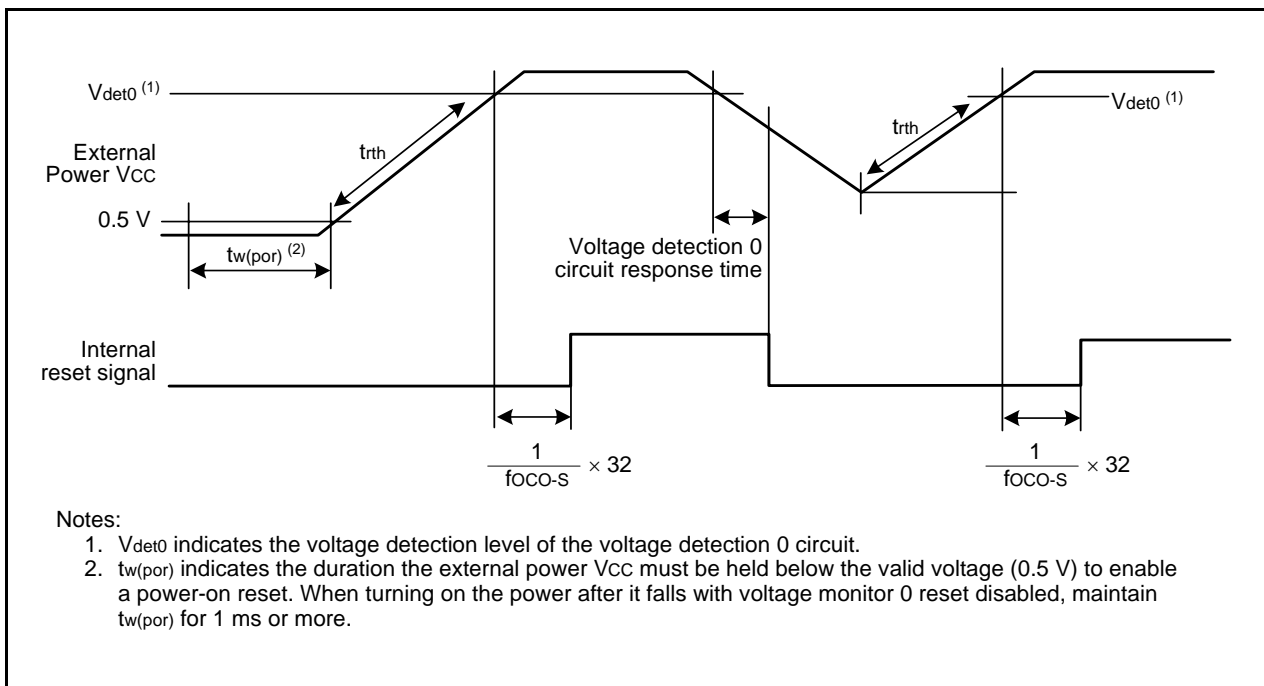 Vdet0 (1)
trth
External
Power VCC
0.5 V
tw(por) (2)
Voltage detection 0
circuit response time
trth
Vdet0 (1)
Internal
reset signal
1
fOCO-S
× 32
1
fOCO-S
× 32
Notes:
1. Vdet0 indicates the voltage detection level of the voltage detection 0 circuit.
2. tw(por) indicates the duration the external power VCC must be held below the valid voltage (0.5 V) to enable
a power-on reset. When turning on the power after it falls with voltage monitor 0 reset disabled, maintain
tw(por) for 1 ms or more.